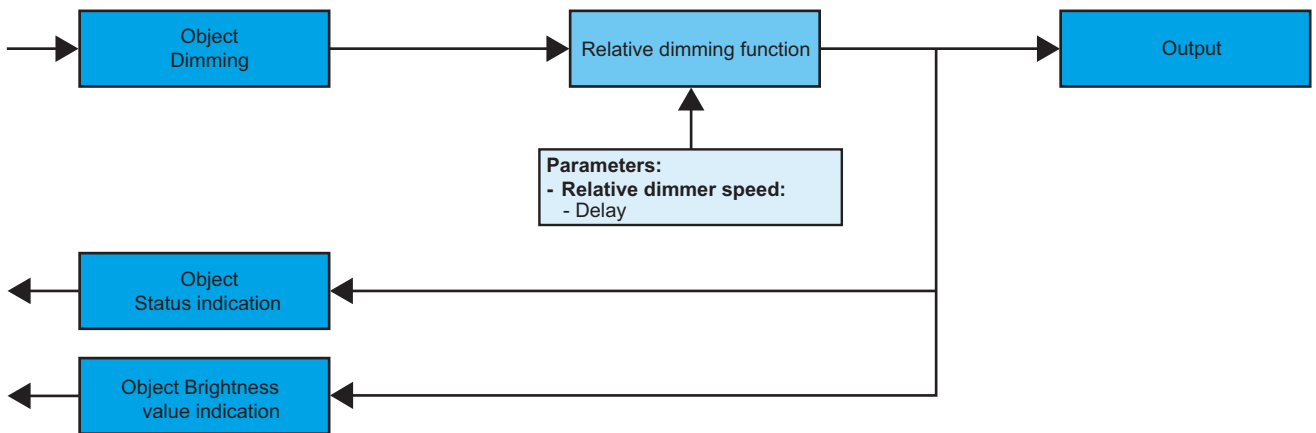 Object
Dimming
Relative dimming function
Output
Parameters:
- Relative dimmer speed:
- Delay
Object
Status indication
Object Brightness
value indication